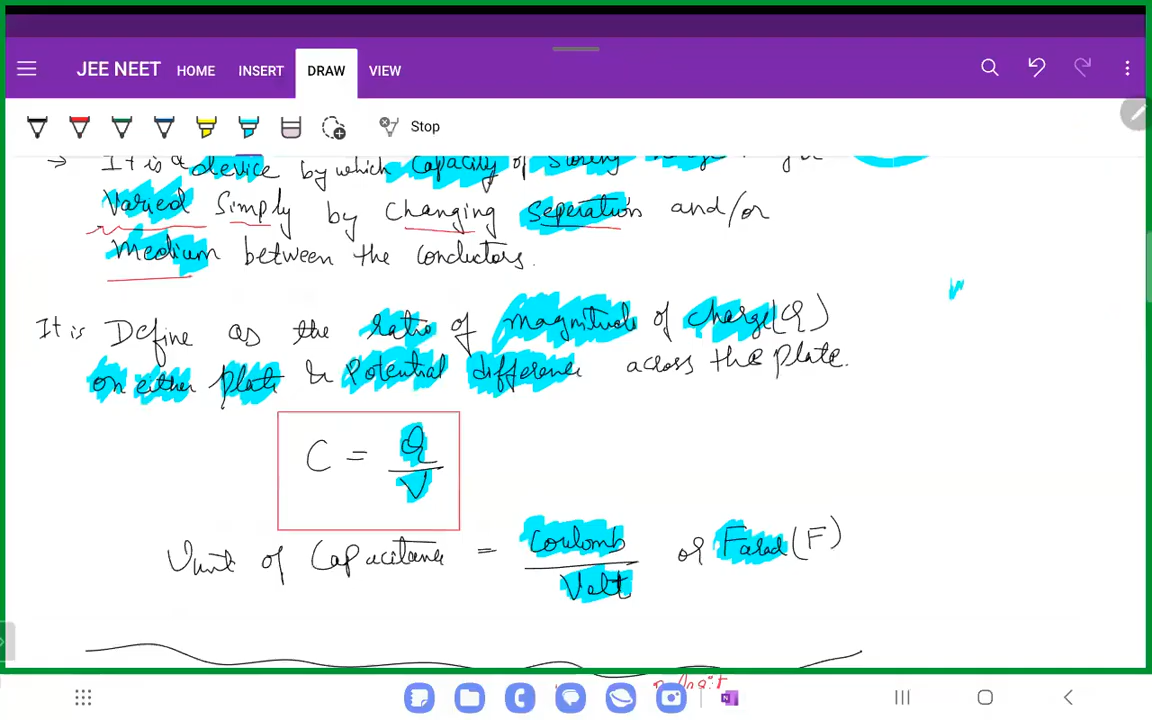 JEE NEET HOME INSERT DRAW VIEW
Stop
→ It is a device by which Capacity of Storing
Varied Simply by Changing Seperation and/or
Medium between the conductors.
It is Define as the ratio of magnitude of charge (Q)
on either plate & Potential difference across the plate.
C = Q/V
Unit of Capacitance = Coulomb/Volt or Farad (F)